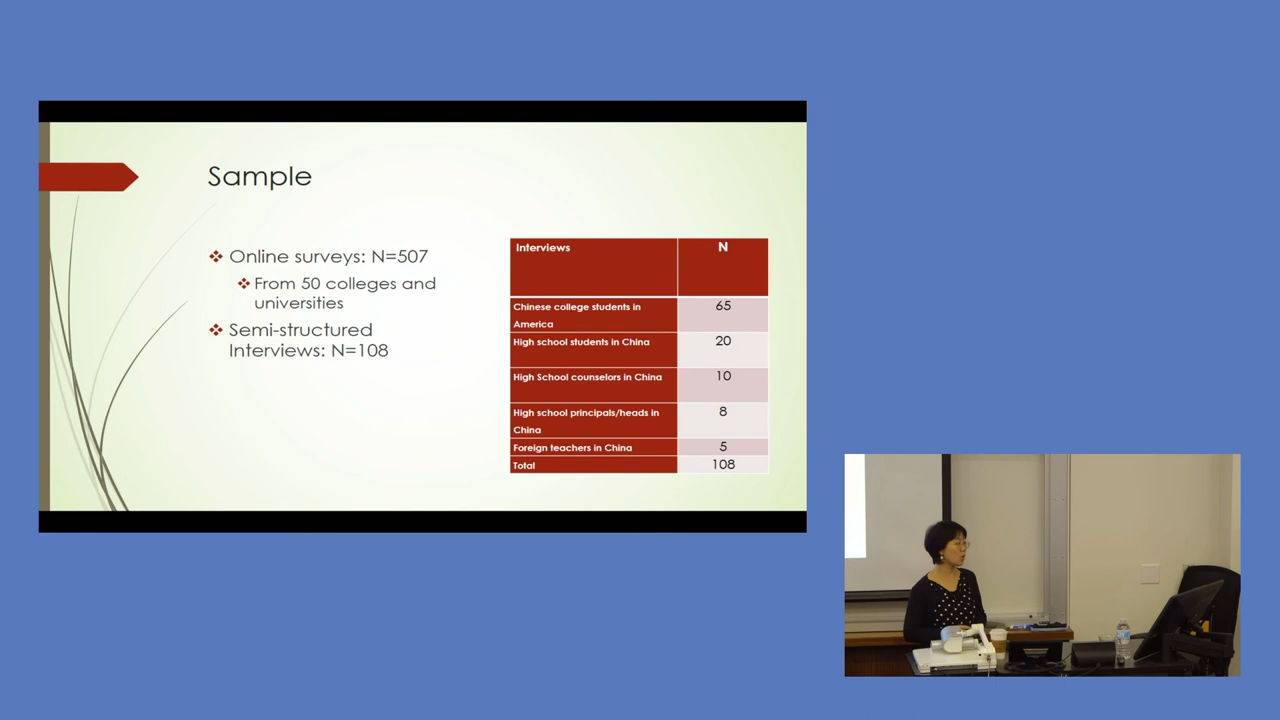 Sample
Online surveys: N=507
From 50 colleges and
universities
Semi-structured
Interviews: N=108
Interviews N
Chinese college students in
America 65
High school students in China 20
High School counselors in China 10
High school principals/heads in
China 8
Foreign teachers in China 5
Total 108